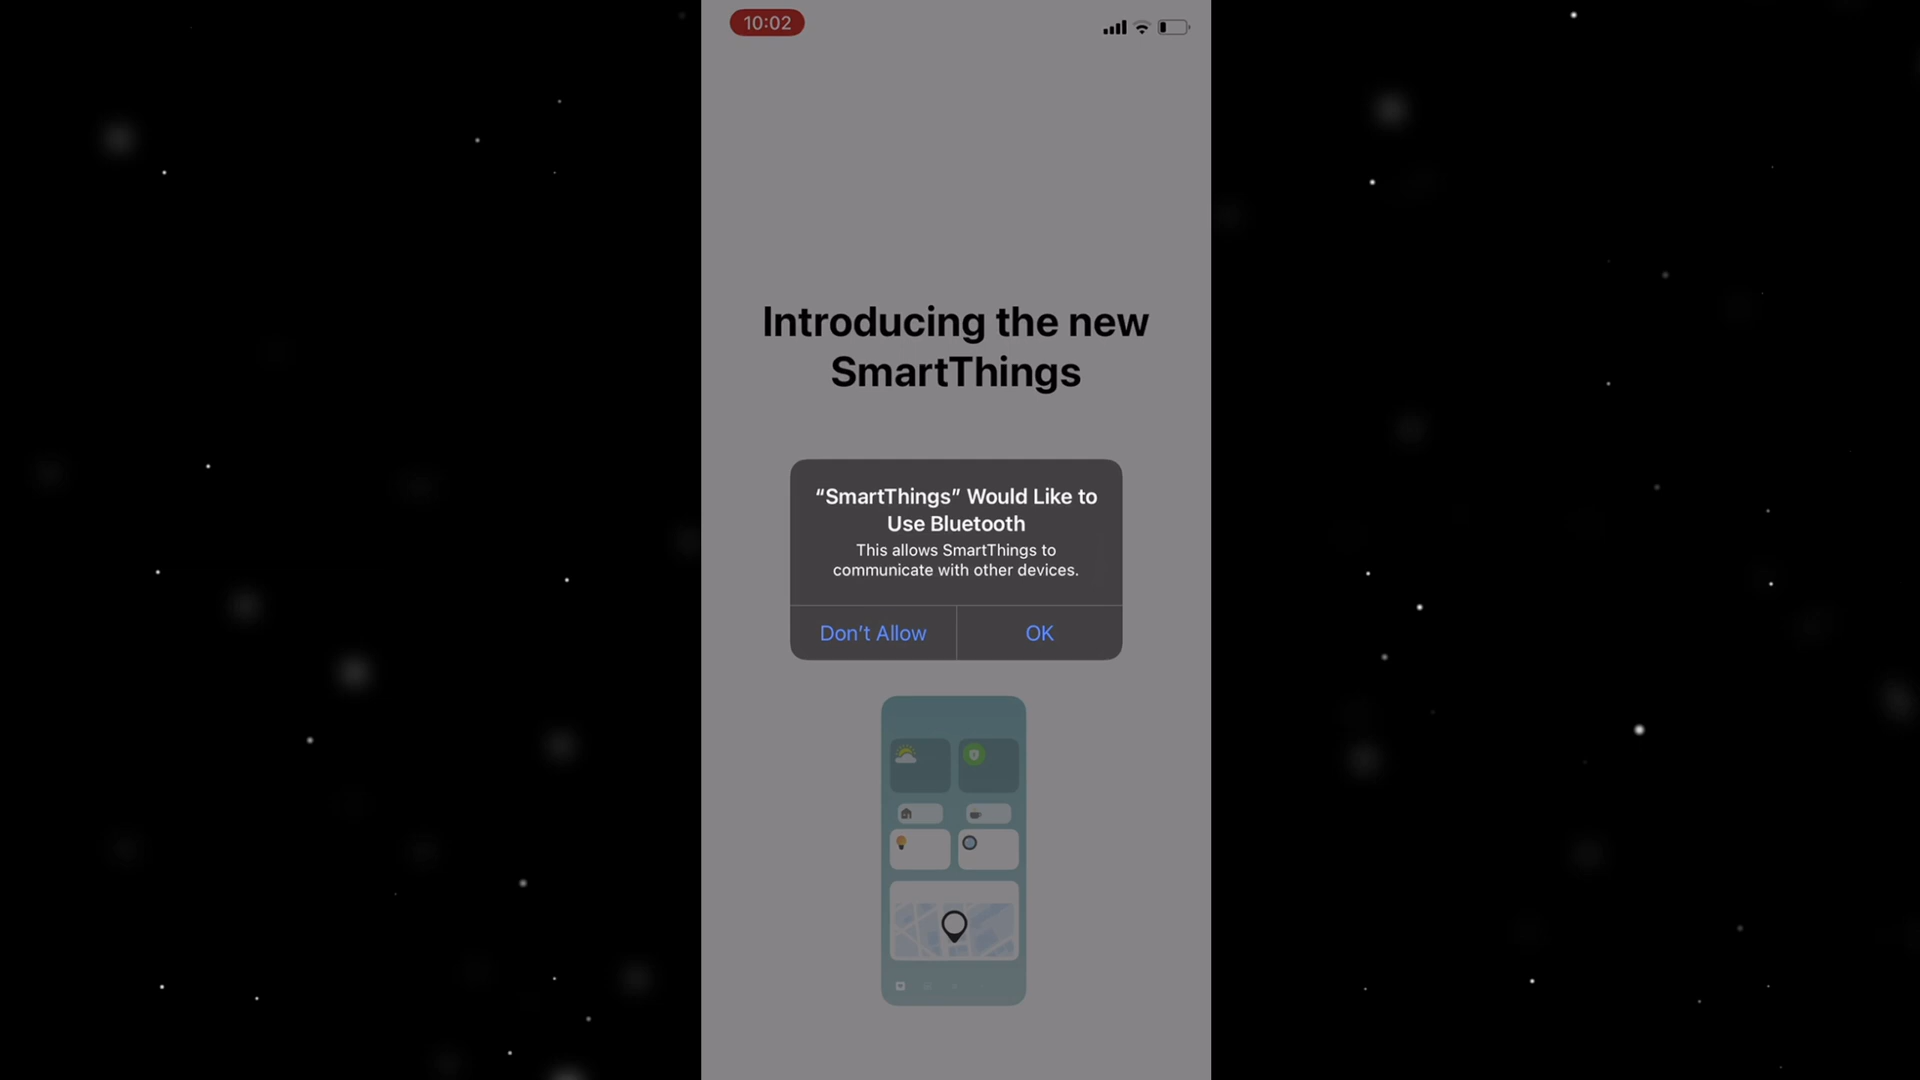 10:02
Introducing the new
SmartThings
“SmartThings” Would Like to
Use Bluetooth
This allows SmartThings to
communicate with other devices.
Don’t Allow
OK